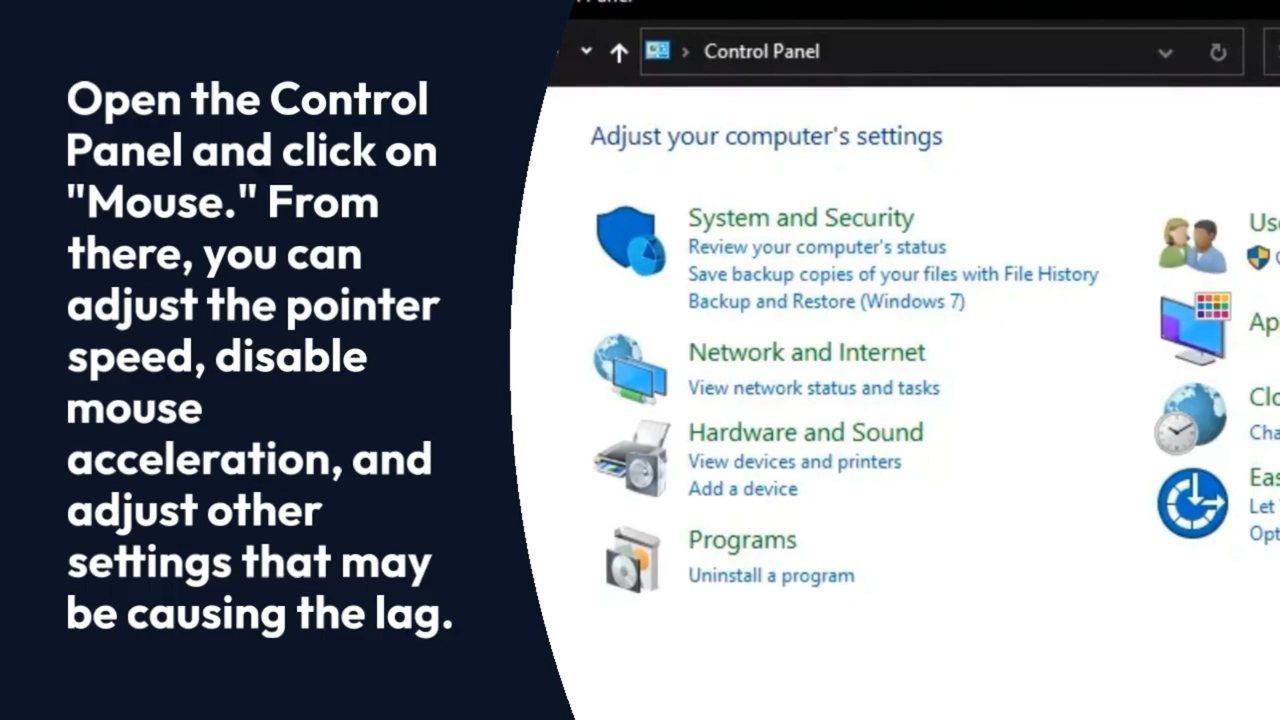 Open the Control
Panel and click on
"Mouse." From
there, you can
adjust the pointer
speed, disable
mouse
acceleration, and
adjust other
settings that may
be causing the lag.
Control Panel
Adjust your computer's settings
System and Security
Review your computer's status
Save backup copies of your files with File History
Backup and Restore (Windows 7)
Network and Internet
View network status and tasks
Hardware and Sound
View devices and printers
Add a device
Programs
Uninstall a program
Let